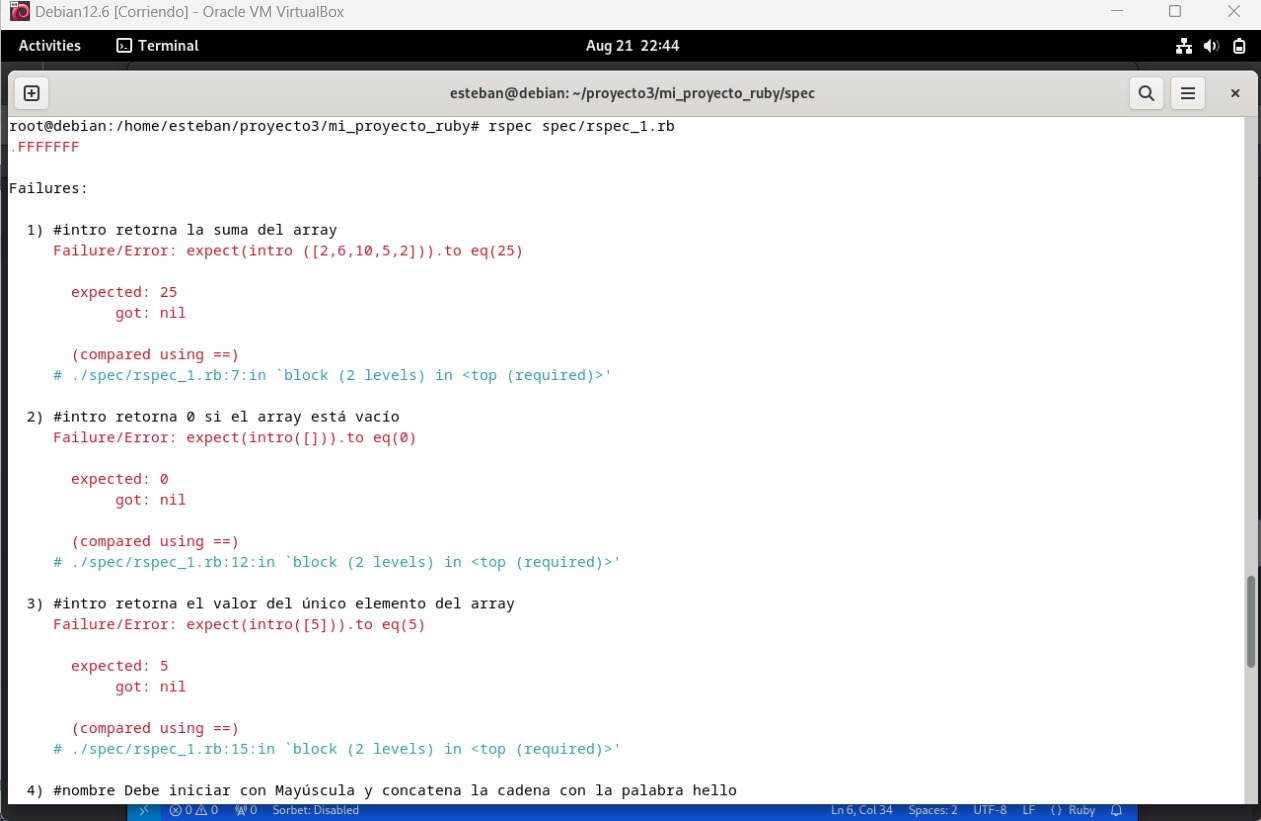 Debian12.6 [Corriendo] - Oracle VM VirtualBox
Activities Terminal Aug 21 22:44
esteban@debian: ~/proyecto3/mi_proyecto_ruby/spec
root@debian:/home/esteban/proyecto3/mi_proyecto_ruby# rspec spec/rspec_1.rb
.FFFFFFF
Failures:
1) #intro retorna la suma del array
Failure/Error: expect(intro ([2,6,10,5,2])).to eq(25)
expected: 25
got: nil
(compared using ==)
# ./spec/rspec_1.rb:7:in `block (2 levels) in <top (required)>'
2) #intro retorna 0 si el array está vacío
Failure/Error: expect(intro([])).to eq(0)
expected: 0
got: nil
(compared using ==)
# ./spec/rspec_1.rb:12:in `block (2 levels) in <top (required)>'
3) #intro retorna el valor del único elemento del array
Failure/Error: expect(intro([5])).to eq(5)
expected: 5
got: nil
(compared using ==)
# ./spec/rspec_1.rb:15:in `block (2 levels) in <top (required)>'
4) #nombre Debe iniciar con Mayúscula y concatena la cadena con la palabra hello
0 0 0 Sorbet: Disabled Ln 6, Col 34 Spaces: 2 UTF-8 LF {} Ruby